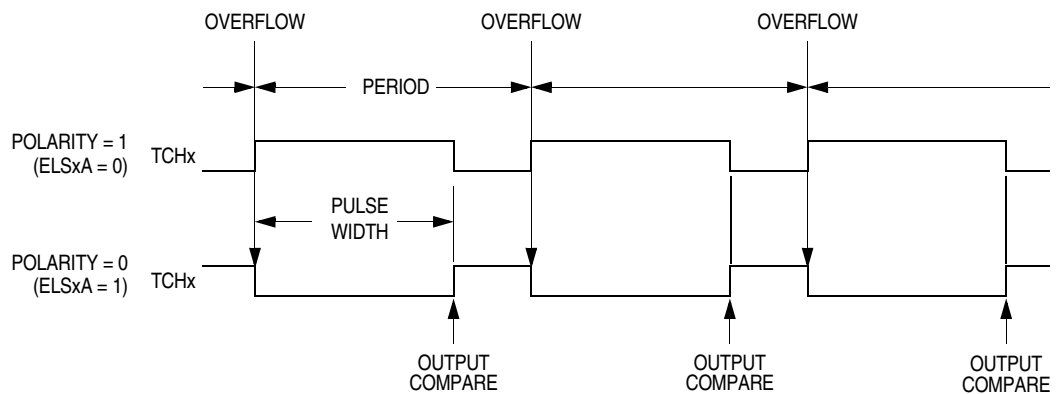 OVERFLOW
OVERFLOW
OVERFLOW
PERIOD
POLARITY = 1
(ELSxA = 0)
TCHx
PULSE
WIDTH
POLARITY = 0
(ELSxA = 1)
TCHx
OUTPUT
COMPARE
OUTPUT
COMPARE
OUTPUT
COMPARE